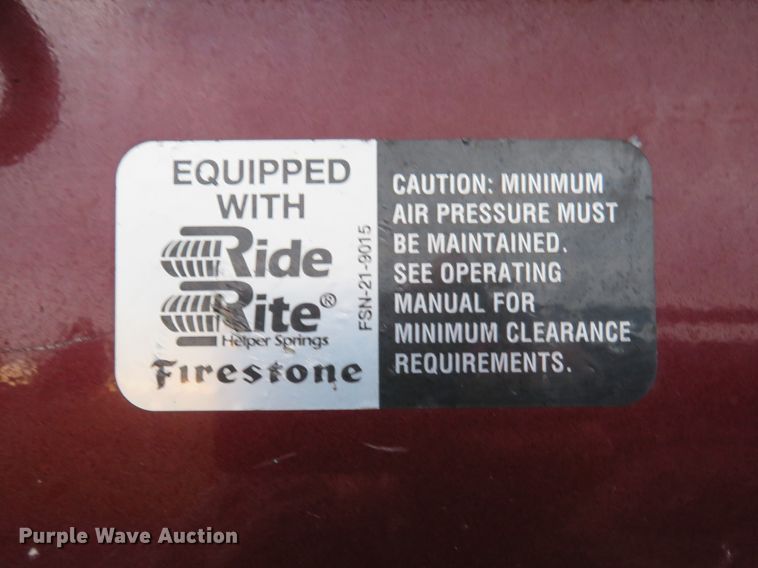 EQUIPPED
WITH
Ride
Rite®
Helper Springs
Firestone
FSN-21-9015
CAUTION: MINIMUM
AIR PRESSURE MUST
BE MAINTAINED.
SEE OPERATING
MANUAL FOR
MINIMUM CLEARANCE
REQUIREMENTS.
Purple Wave Auction